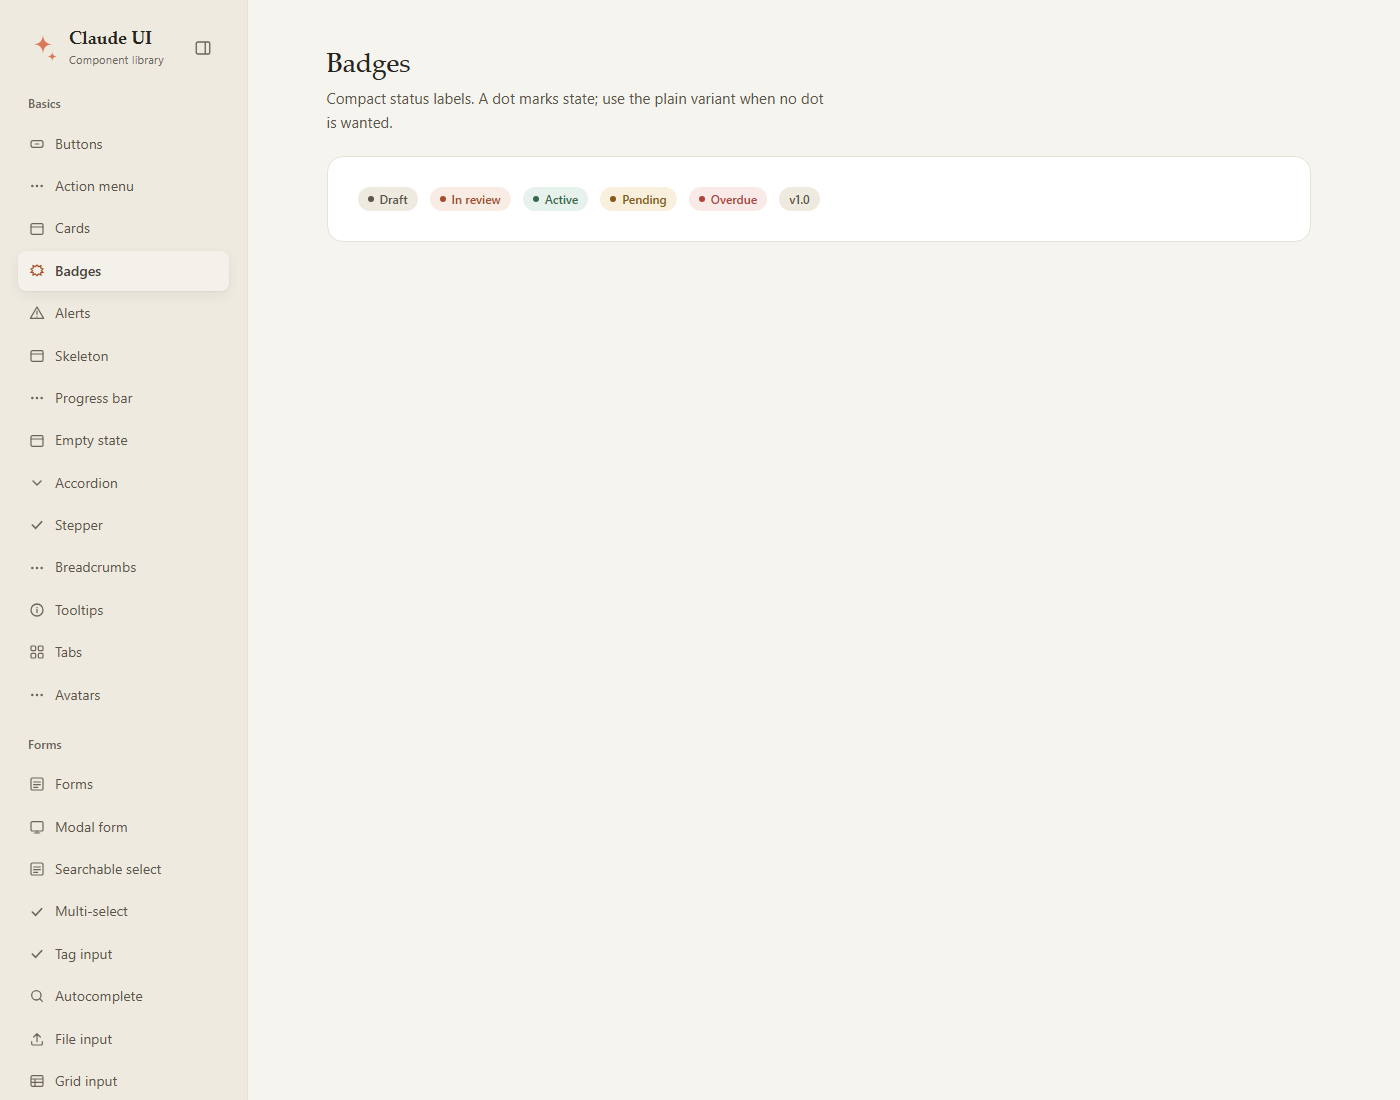 Claude UI
Component library
Basics
Buttons
Action menu
Cards
Badges
Alerts
Skeleton
Progress bar
Empty state
Accordion
Stepper
Breadcrumbs
Tooltips
Tabs
Avatars
Forms
Forms
Modal form
Searchable select
Multi-select
Tag input
Autocomplete
File input
Grid input
Badges
Compact status labels. A dot marks state; use the plain variant when no dot
is wanted.
Draft In review Active Pending Overdue v1.0